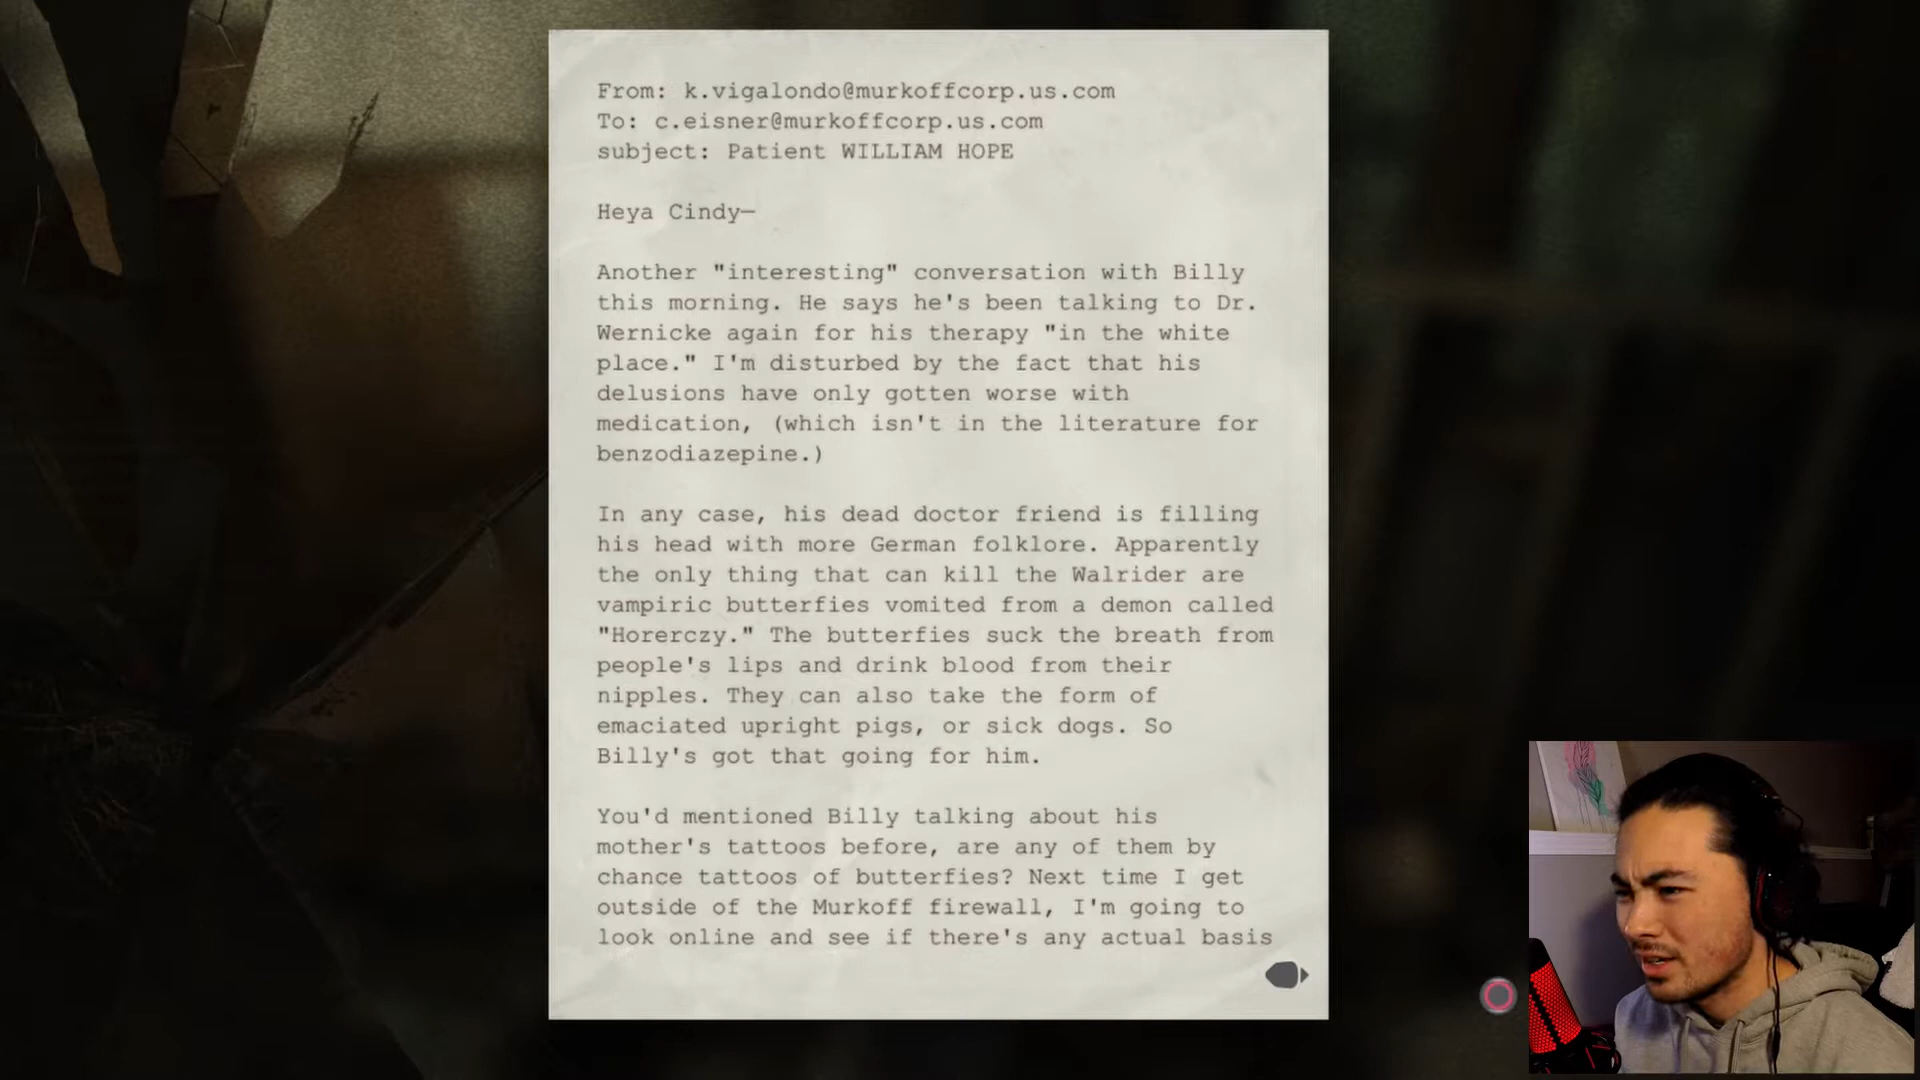 From: k.vigalondo@murkoffcorp.us.com
To: c.eisner@murkoffcorp.us.com
subject: Patient WILLIAM HOPE
Heya Cindy—
Another "interesting" conversation with Billy
this morning. He says he's been talking to Dr.
Wernicke again for his therapy "in the white
place." I'm disturbed by the fact that his
delusions have only gotten worse with
medication, (which isn't in the literature for
benzodiazepine.)
In any case, his dead doctor friend is filling
his head with more German folklore. Apparently
the only thing that can kill the Walrider are
vampiric butterfies vomited from a demon called
"Horerczy." The butterfies suck the breath from
people's lips and drink blood from their
nipples. They can also take the form of
emaciated upright pigs, or sick dogs. So
Billy's got that going for him.
You'd mentioned Billy talking about his
mother's tattoos before, are any of them by
chance tattoos of butterfies? Next time I get
outside of the Murkoff firewall, I'm going to
look online and see if there's any actual basis